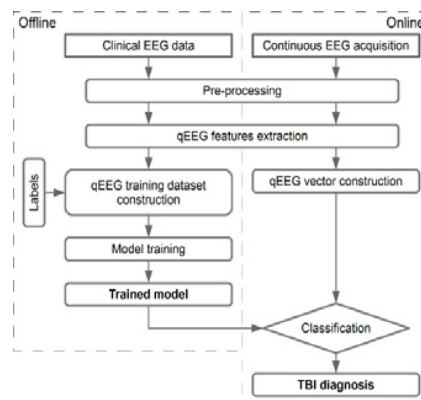 Offline
Online
Clinical EEG data
Continuous EEG acquisition
Pre-processing
qEEG features extraction
Labels
qEEG training dataset
construction
qEEG vector construction
Model training
Trained model
Classification
TBI diagnosis